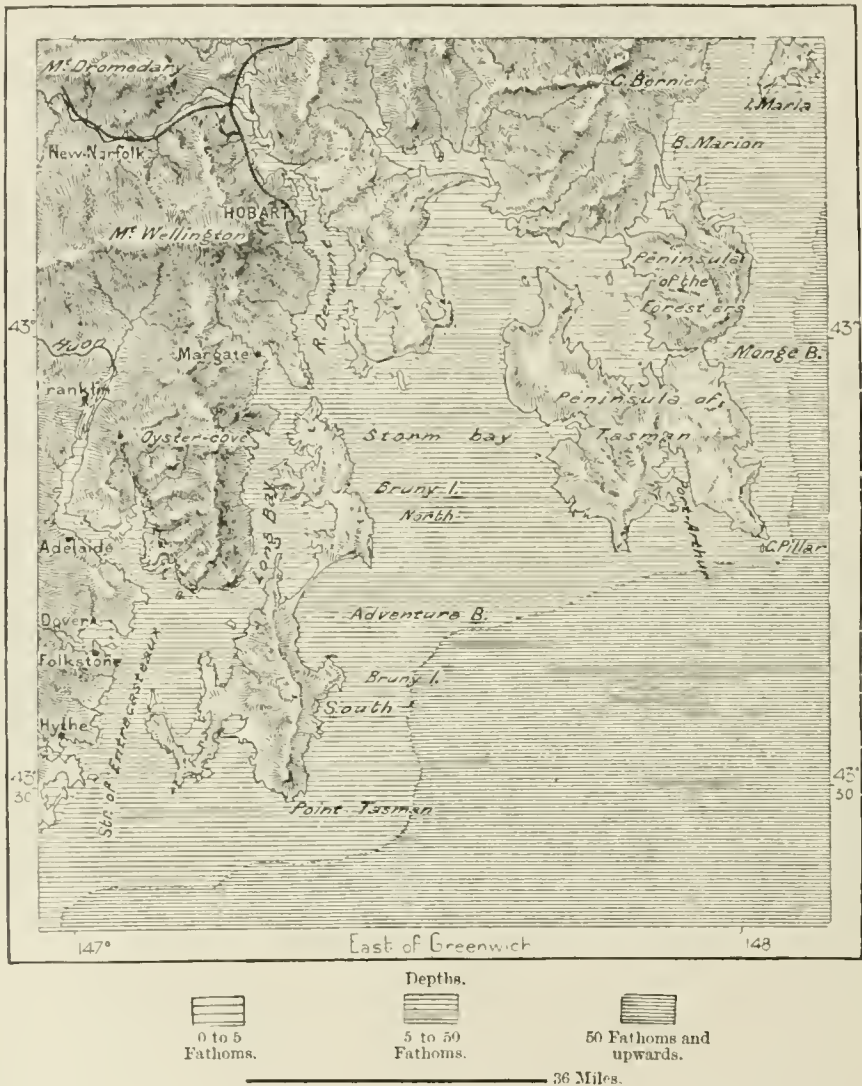 Mt. Dromedary
C. Bernier
I. Maria
New-Norfolk
B. Marion
HOBART
Mt. Wellington
R. Derwent
Peninsula
of the
Foresters
43°
43°
Huon
Margate
Monge B.
Franklin
Peninsula of
Tasman
Oyster-cove
Storm bay
Bruny I.
North
Long Bay
Port-Arthur
Adelaide
C. Pillar
Dover
Adventure B.
Folkstone
Bruny I.
South
Str. of Entrecasteaux
Hythe
43°
30
43°
30
Point-Tasman
147°
East of Greenwich
148
Depths.
0 to 5
Fathoms.
5 to 50
Fathoms.
50 Fathoms and
upwards.
36 Miles.